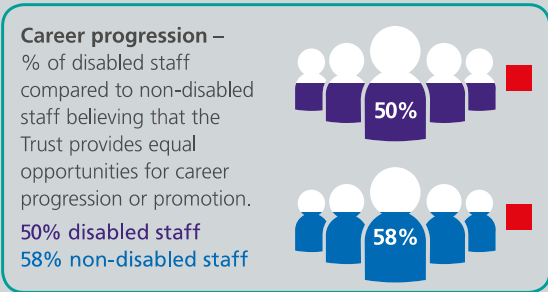 Career progression –
% of disabled staff
compared to non-disabled
staff believing that the
Trust provides equal
opportunities for career
progression or promotion.
50% disabled staff
58% non-disabled staff
50%
58%